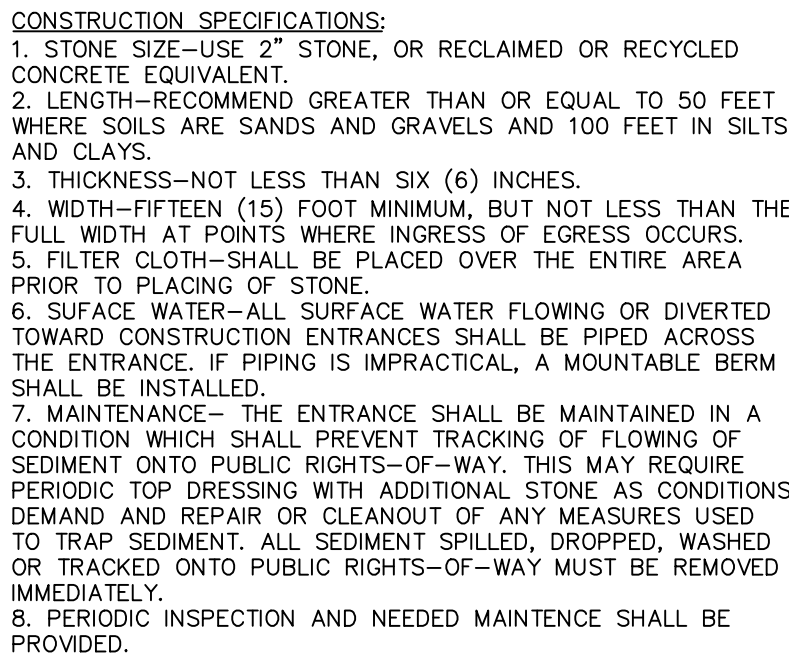 CONSTRUCTION SPECIFICATIONS:
1. STONE SIZE–USE 2" STONE, OR RECLAIMED OR RECYCLED
CONCRETE EQUIVALENT.
2. LENGTH–RECOMMEND GREATER THAN OR EQUAL TO 50 FEET
WHERE SOILS ARE SANDS AND GRAVELS AND 100 FEET IN SILTS
AND CLAYS.
3. THICKNESS–NOT LESS THAN SIX (6) INCHES.
4. WIDTH–FIFTEEN (15) FOOT MINIMUM, BUT NOT LESS THAN THE
FULL WIDTH AT POINTS WHERE INGRESS OF EGRESS OCCURS.
5. FILTER CLOTH–SHALL BE PLACED OVER THE ENTIRE AREA
PRIOR TO PLACING OF STONE.
6. SUFACE WATER–ALL SURFACE WATER FLOWING OR DIVERTED
TOWARD CONSTRUCTION ENTRANCES SHALL BE PIPED ACROSS
THE ENTRANCE. IF PIPING IS IMPRACTICAL, A MOUNTABLE BERM
SHALL BE INSTALLED.
7. MAINTENANCE– THE ENTRANCE SHALL BE MAINTAINED IN A
CONDITION WHICH SHALL PREVENT TRACKING OF FLOWING OF
SEDIMENT ONTO PUBLIC RIGHTS–OF–WAY. THIS MAY REQUIRE
PERIODIC TOP DRESSING WITH ADDITIONAL STONE AS CONDITIONS
DEMAND AND REPAIR OR CLEANOUT OF ANY MEASURES USED
TO TRAP SEDIMENT. ALL SEDIMENT SPILLED, DROPPED, WASHED
OR TRACKED ONTO PUBLIC RIGHTS–OF–WAY MUST BE REMOVED
IMMEDIATELY.
8. PERIODIC INSPECTION AND NEEDED MAINTENCE SHALL BE
PROVIDED.